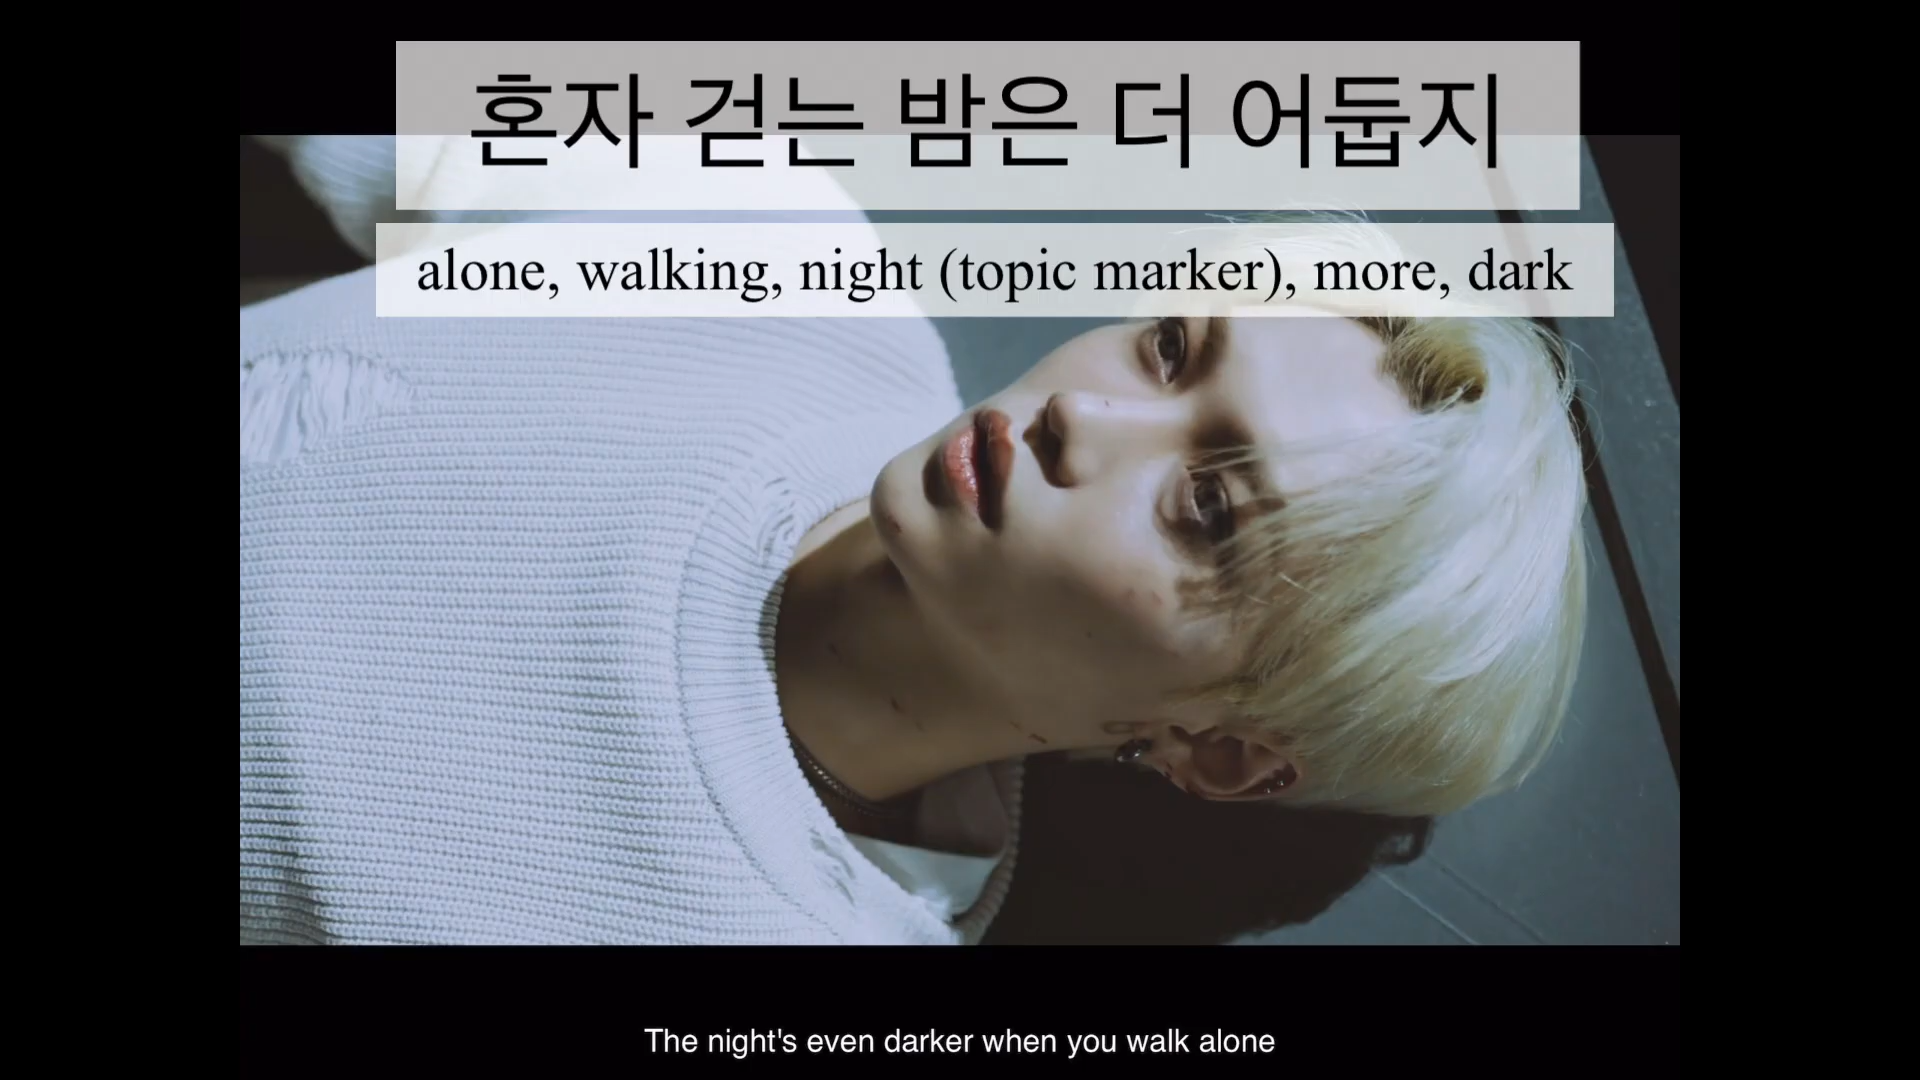 혼자 걷는 밤은 더 어둡지
alone, walking, night (topic marker), more, dark
The night's even darker when you walk alone